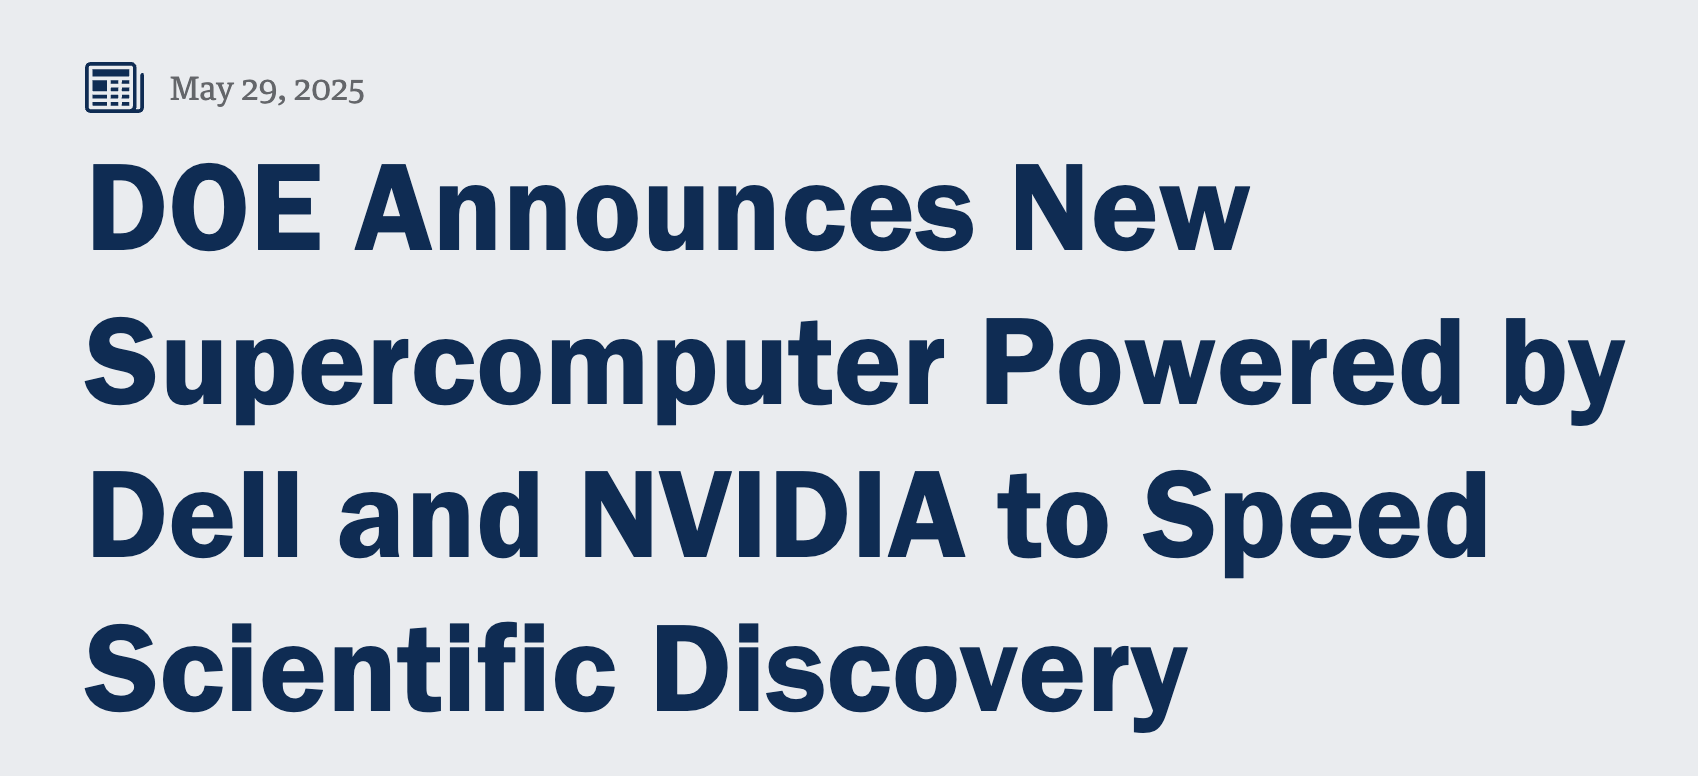 May 29, 2025
DOE Announces New
Supercomputer Powered by
Dell and NVIDIA to Speed
Scientific Discovery